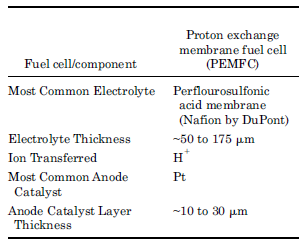 Fuel cell/component
Proton exchange
membrane fuel cell
(PEMFC)
Most Common Electrolyte
Perflourosulfonic
acid membrane
(Nafion by DuPont)
Electrolyte Thickness
~50 to 175 μm
Ion Transferred
H⁺
Most Common Anode
Catalyst
Pt
Anode Catalyst Layer
Thickness
~10 to 30 μm